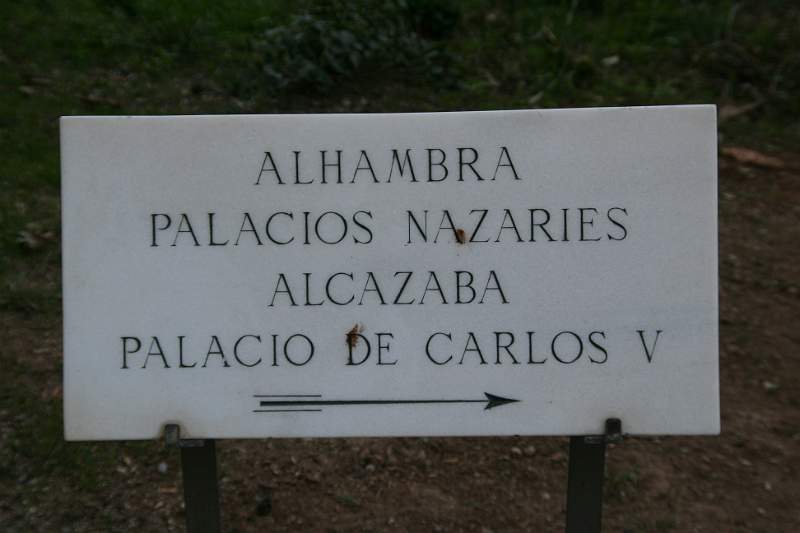 ALHAMBRA
PALACIOS NAZARIES
ALCAZABA
PALACIO DE CARLOS V